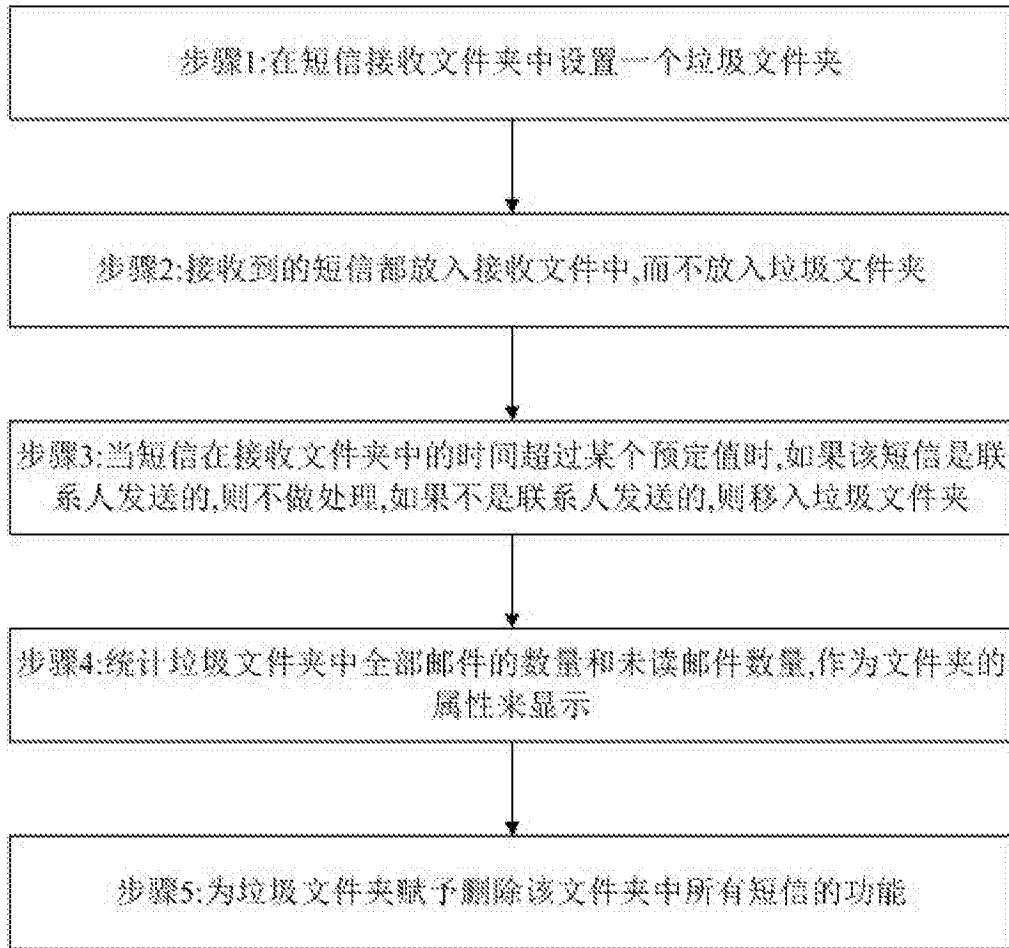 步骤1:在短信接收文件夹中设置一个垃圾文件夹
步骤2:接收到的短信都放入接收文件中,而不放入垃圾文件夹
步骤3:当短信在接收文件夹中的时间超过某个预定值时,如果该短信是联
系人发送的,则不做处理,如果不是联系人发送的,则移入垃圾文件夹
步骤4:统计垃圾文件夹中全部邮件的数量和未读邮件数量,作为文件夹的
属性来显示
步骤5:为垃圾文件夹赋予删除该文件夹中所有短信的功能